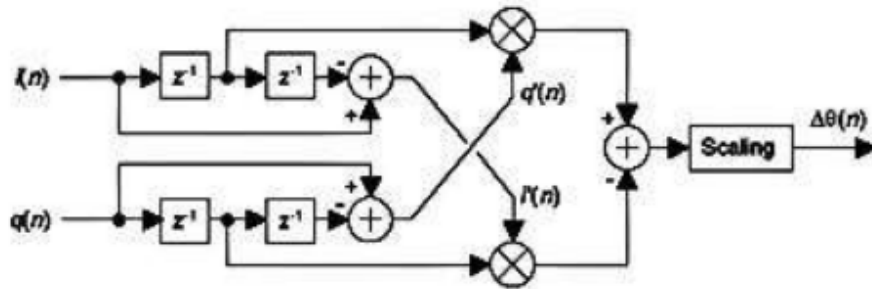 i(n)
z⁻¹
-
z⁻¹
+
+
q'(n)
+
+
-
Scaling
Δθ(n)
+
q(n)
z⁻¹
-
z⁻¹
+
i'(n)